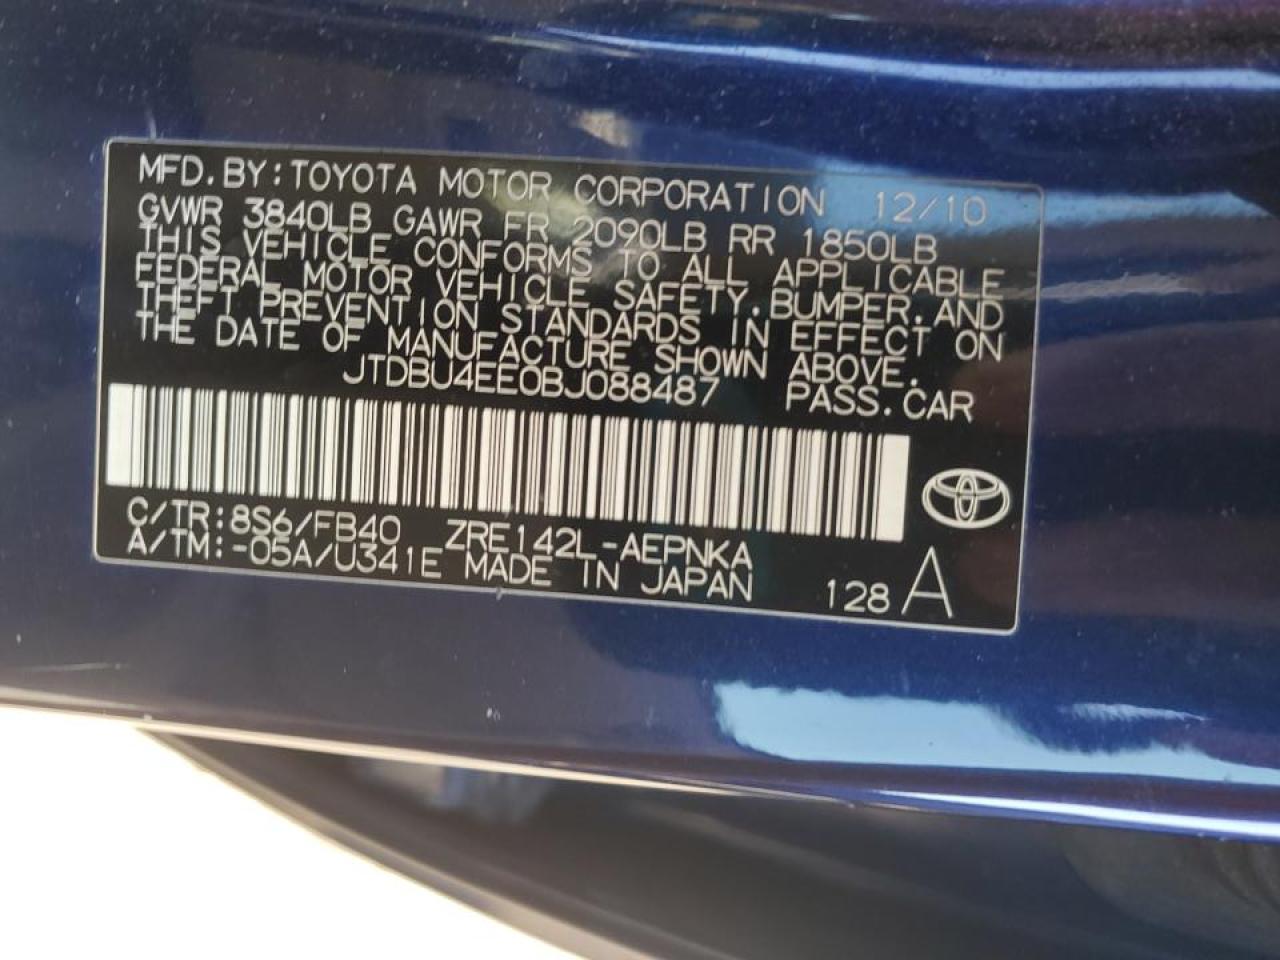 MFD.BY:TOYOTA MOTOR CORPORATION 12/10
GVWR 3840LB GAWR FR 2090LB RR 1850LB
THIS VEHICLE CONFORMS TO ALL APPLICABLE
FEDERAL MOTOR VEHICLE SAFETY,BUMPER,AND
THEFT PREVENTION STANDARDS IN EFFECT ON
THE DATE OF MANUFACTURE SHOWN ABOVE.
JTDBU4EE0BJ088487 PASS.CAR
C/TR:8S6/FB40 ZRE142L-AEPNKA
A/TM:-05A/U341E MADE IN JAPAN 128 A